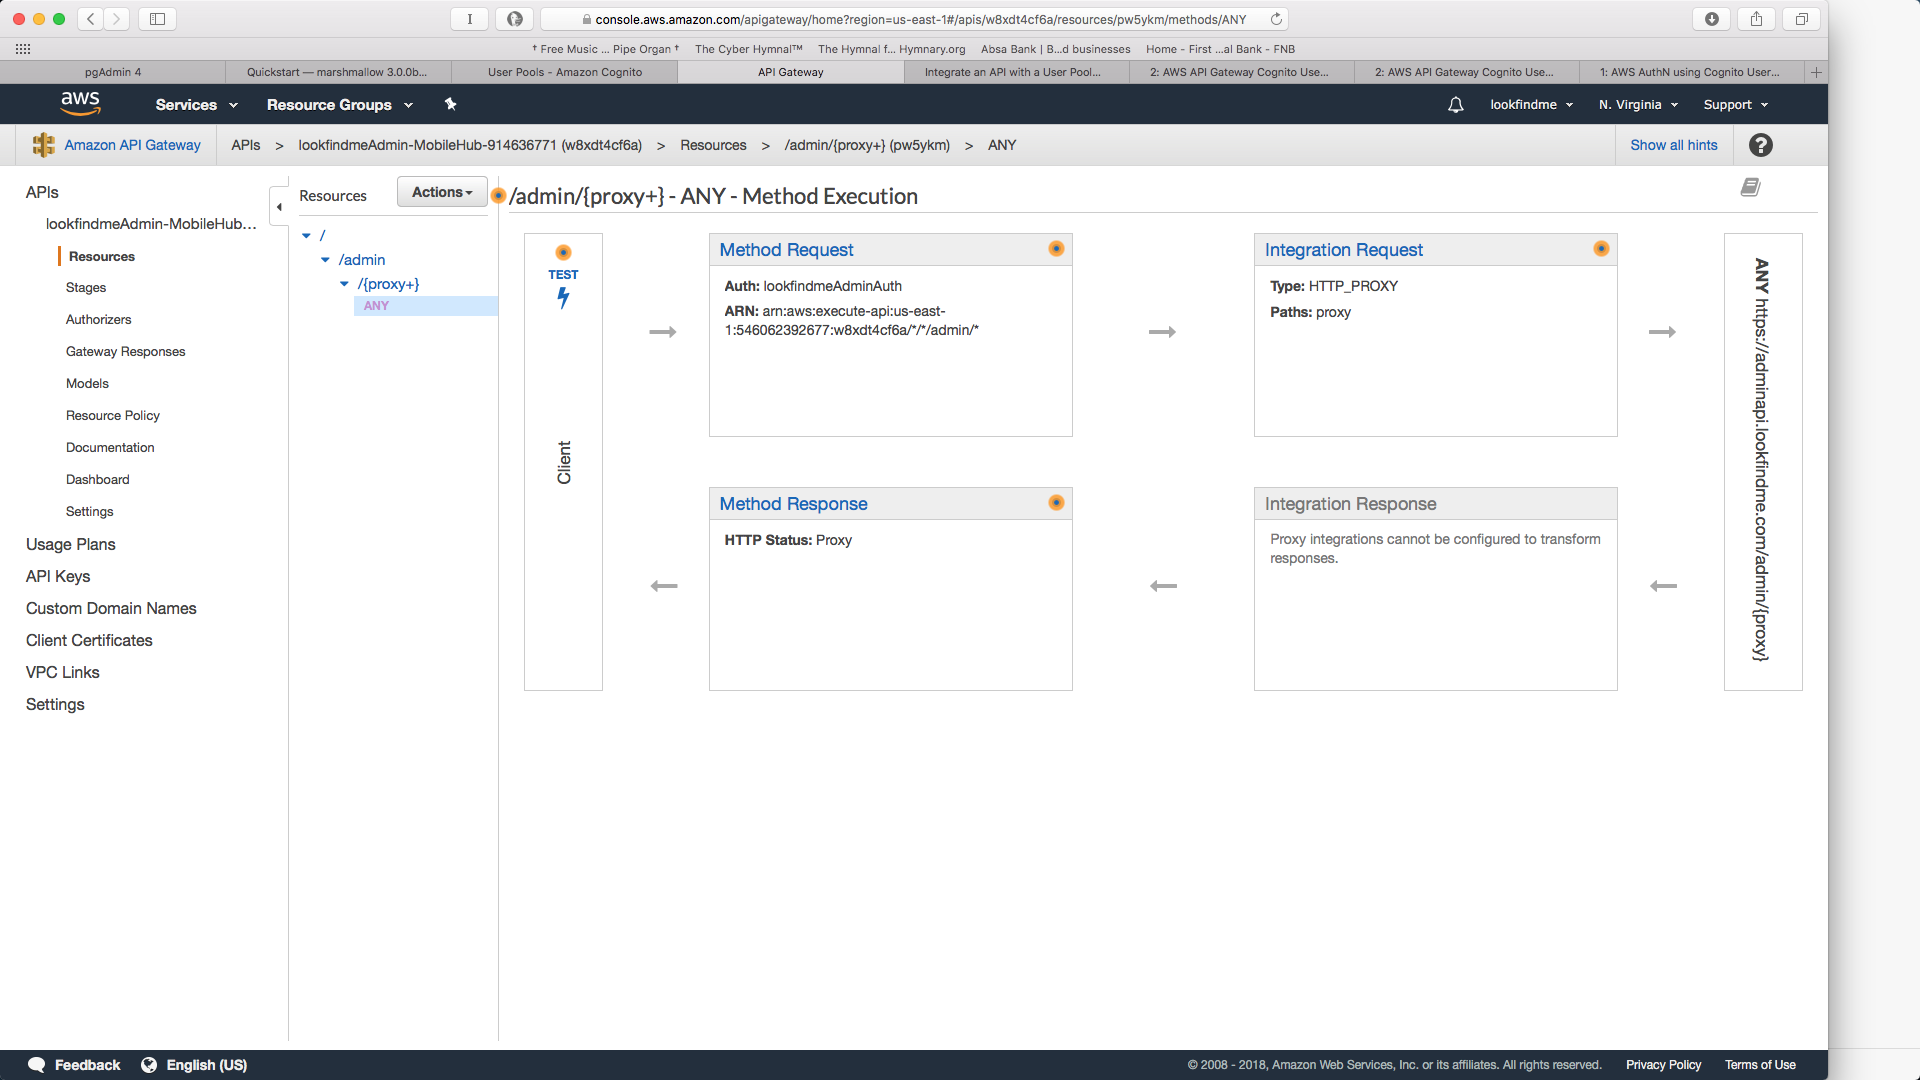 console.aws.amazon.com/apigateway/home?region=us-east-1#/apis/w8xdt4cf6a/resources/pw5ykm/methods/ANY
† Free Music ... Pipe Organ † The Cyber Hymnal™ The Hymnal f... Hymnary.org Absa Bank | B...d businesses Home - First ...al Bank - FNB
pgAdmin 4 Quickstart — marshmallow 3.0.0b... User Pools - Amazon Cognito API Gateway Integrate an API with a User Pool... 2: AWS API Gateway Cognito Use... 2: AWS API Gateway Cognito Use... 1: AWS AuthN using Cognito User...
aws Services Resource Groups lookfindme N. Virginia Support
Amazon API Gateway APIs > lookfindmeAdmin-MobileHub-914636771 (w8xdt4cf6a) > Resources > /admin/{proxy+} (pw5ykm) > ANY Show all hints ?
APIs
lookfindmeAdmin-MobileHub...
Resources
Stages
Authorizers
Gateway Responses
Models
Resource Policy
Documentation
Dashboard
Settings
Usage Plans
API Keys
Custom Domain Names
Client Certificates
VPC Links
Settings
Resources Actions
/
/admin
/{proxy+}
ANY
/admin/{proxy+} - ANY - Method Execution
TEST
Client
Method Request
Auth: lookfindmeAdminAuth
ARN: arn:aws:execute-api:us-east-
1:546062392677:w8xdt4cf6a/*/*/admin/*
Integration Request
Type: HTTP_PROXY
Paths: proxy
ANY https://adminapi.lookfindme.com/admin/{proxy}
Method Response
HTTP Status: Proxy
Integration Response
Proxy integrations cannot be configured to transform
responses.
Feedback English (US) © 2008 - 2018, Amazon Web Services, Inc. or its affiliates. All rights reserved. Privacy Policy Terms of Use